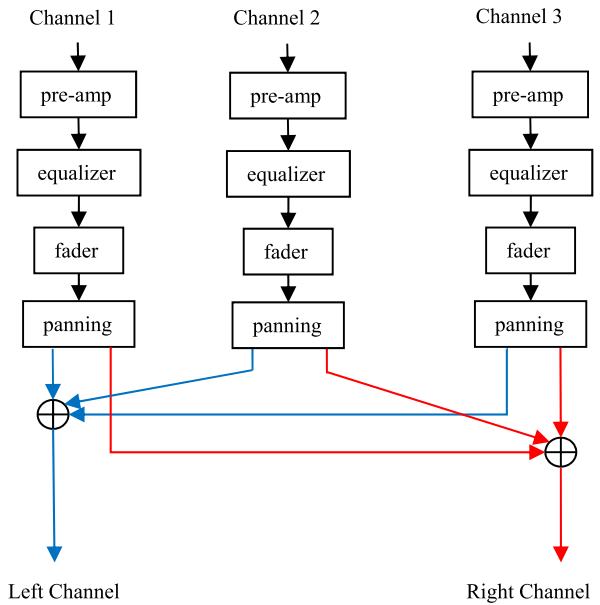 Channel 1
Channel 2
Channel 3
pre-amp
pre-amp
pre-amp
equalizer
equalizer
equalizer
fader
fader
fader
panning
panning
panning
Left Channel
Right Channel